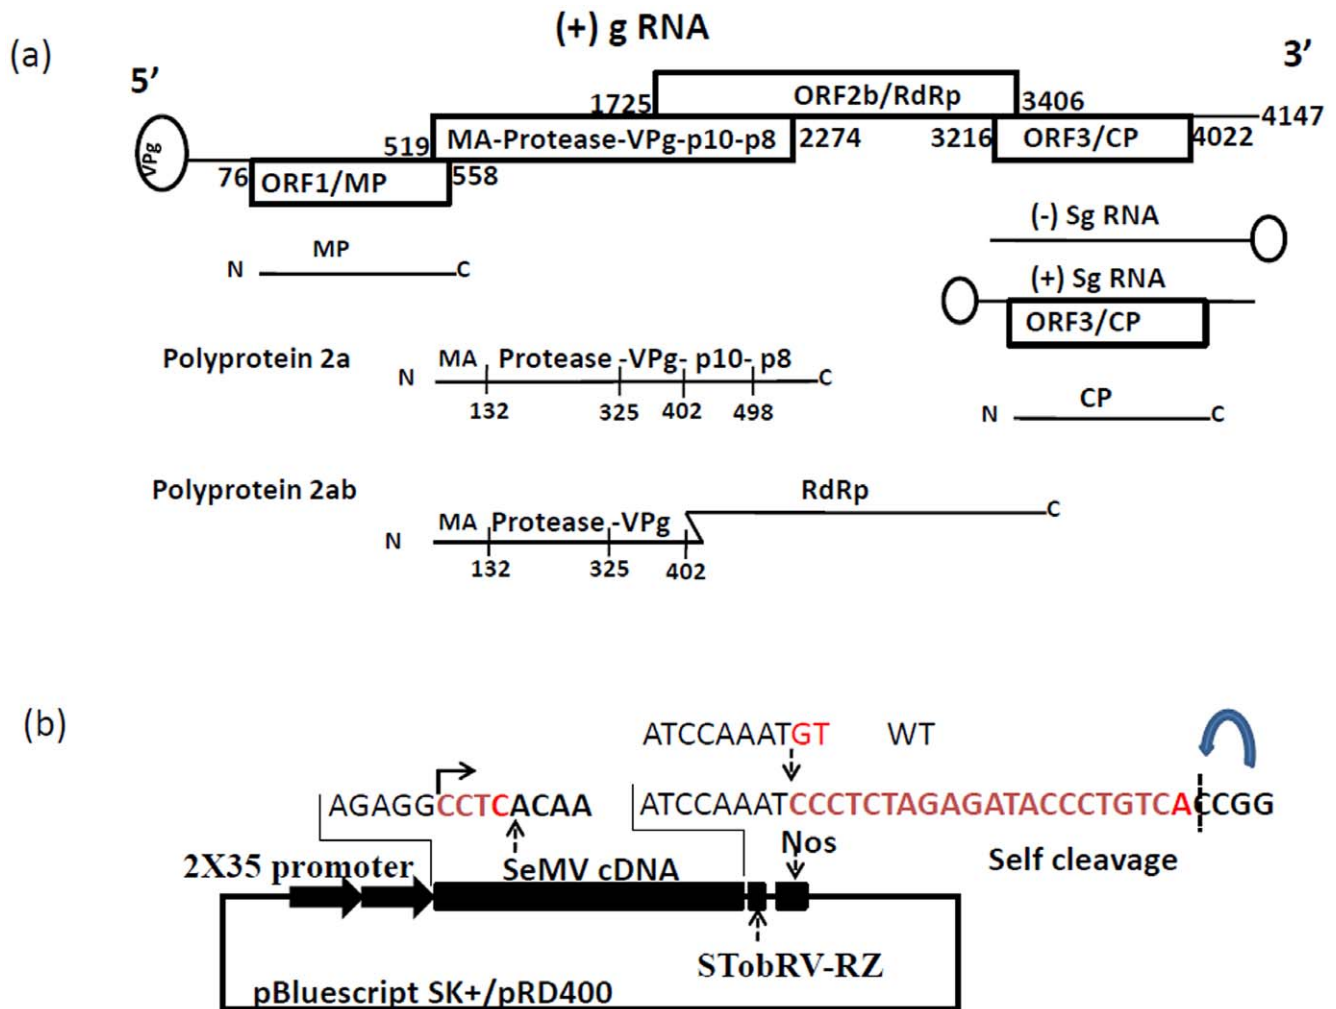 (a)
(+) g RNA
5’
3’
VPg
76
ORF1/MP
558
519
MA-Protease-VPg-p10-p8
2274
1725
ORF2b/RdRp
3406
3216
ORF3/CP
4022
4147
(-) Sg RNA
(+) Sg RNA
ORF3/CP
N
CP
C
N
MP
C
Polyprotein 2a
N
MA Protease -VPg- p10- p8
C
132
325
402
498
Polyprotein 2ab
RdRp
N
MA Protease -VPg
C
132
325
402
(b)
ATCCAAATGT
WT
AGAGGCCTCACAA
ATCCAAATCCCTCTAGAGATACCCTGTCACCGG
Nos
Self cleavage
2X35 promoter
SeMV cDNA
STobRV-RZ
pBluescript SK+/pRD400